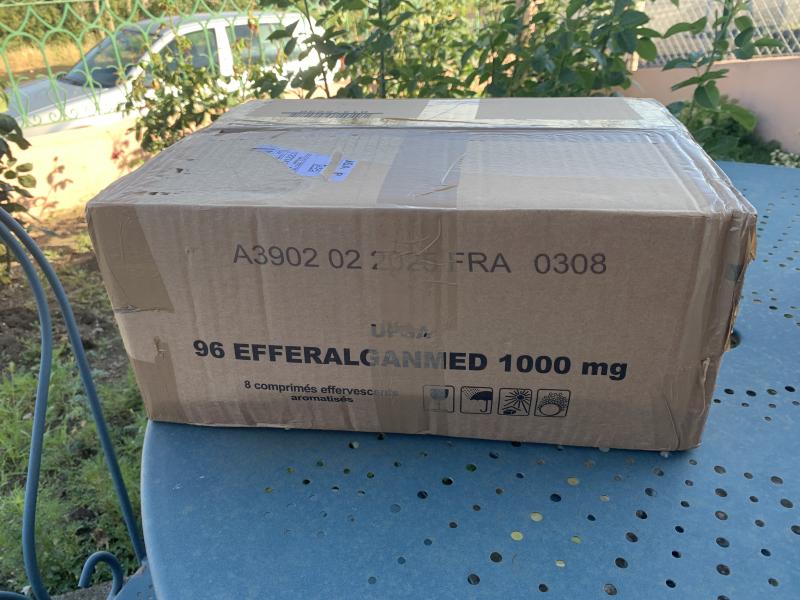 A3902 02 2025 FRA 0308
UPSA
96 EFFERALGANMED 1000 mg
8 comprimés effervescents
aromatisés